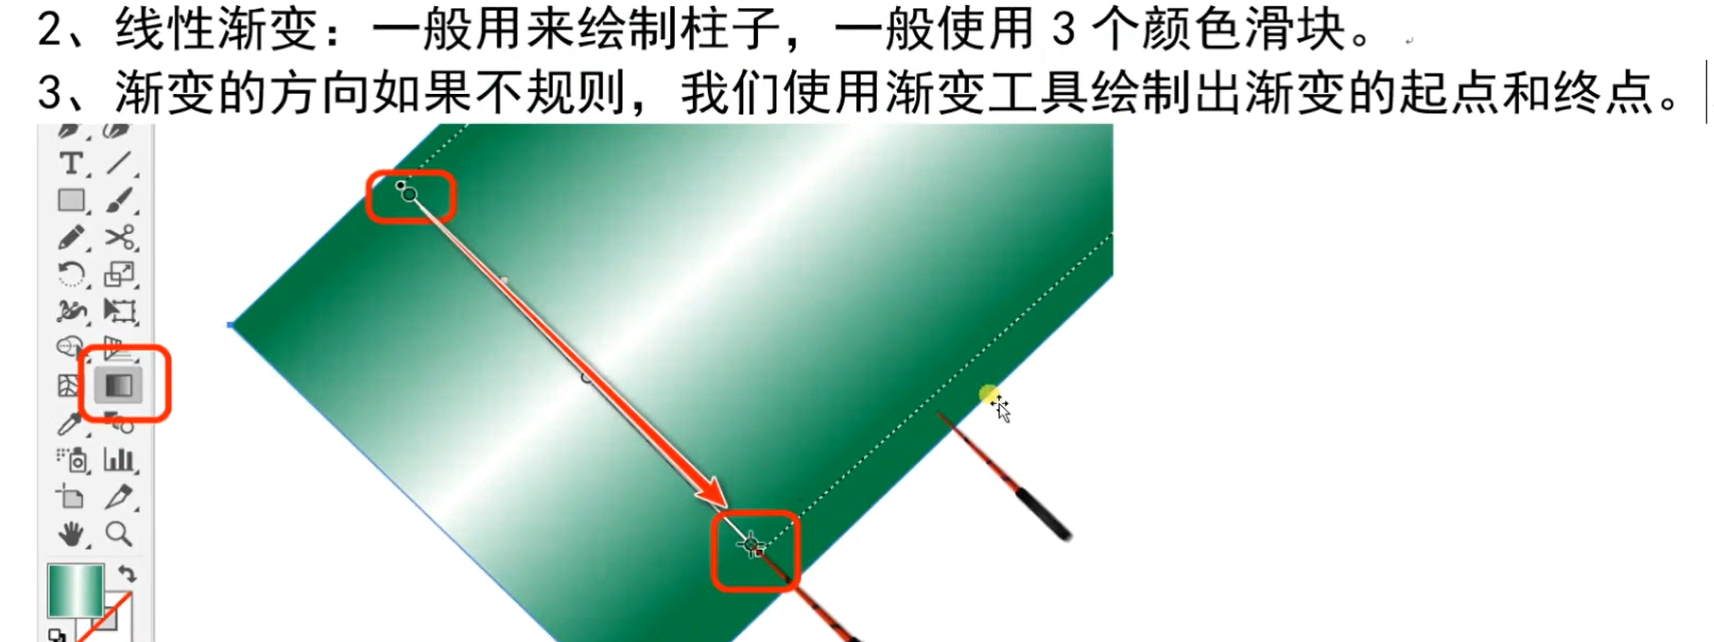 2、线性渐变：一般用来绘制柱子，一般使用 3 个颜色滑块。
3、渐变的方向如果不规则，我们使用渐变工具绘制出渐变的起点和终点。